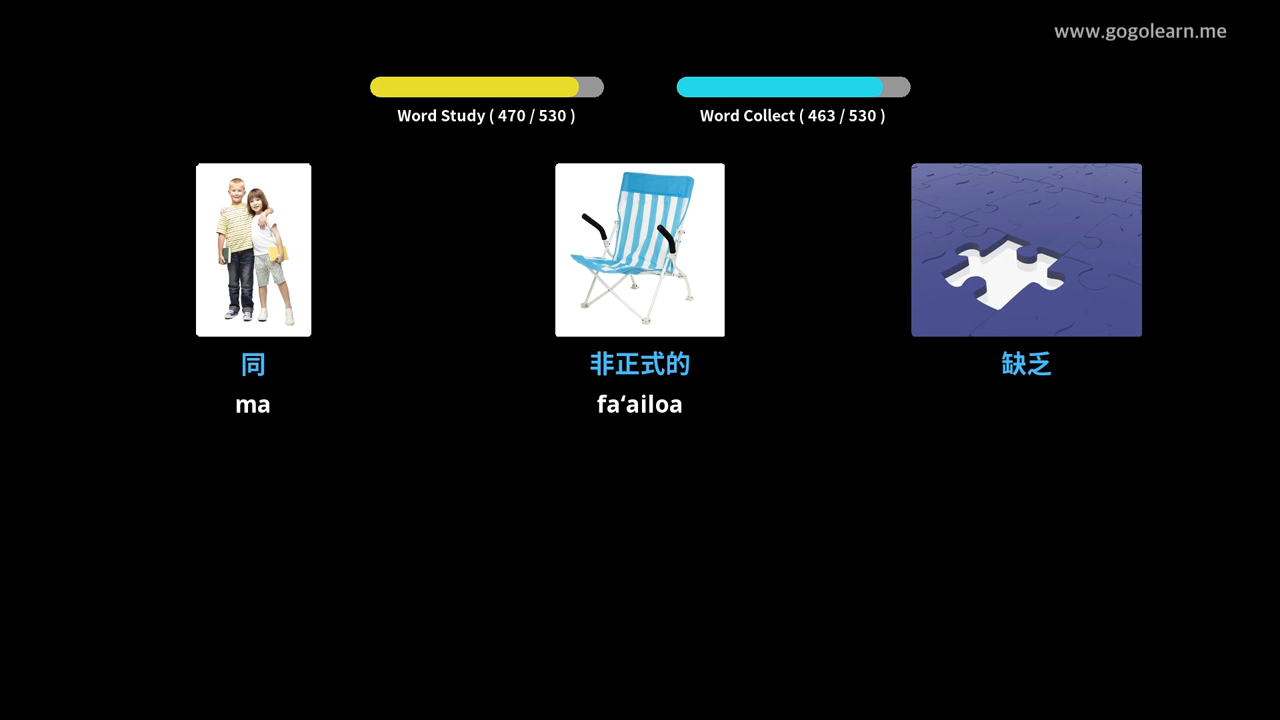 www.gogolearn.me
Word Study ( 470 / 530 )
Word Collect ( 463 / 530 )
同
ma
非正式的
fa‘ailoa
缺乏